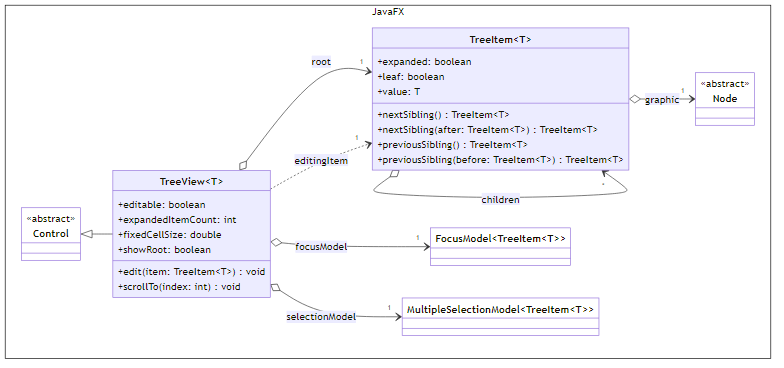 JavaFX
TreeItem<T>
+expanded: boolean
+leaf: boolean
+value: T
+nextSibling() : TreeItem<T>
+nextSibling(after: TreeItem<T>) : TreeItem<T>
+previousSibling() : TreeItem<T>
+previousSibling(before: TreeItem<T>) : TreeItem<T>
root
1
1
editingItem
graphic
1
«abstract»
Node
children
*
TreeView<T>
+editable: boolean
+expandedItemCount: int
+fixedCellSize: double
+showRoot: boolean
+edit(item: TreeItem<T>) : void
+scrollTo(index: int) : void
«abstract»
Control
focusModel
1
FocusModel<TreeItem<T>>
selectionModel
1
MultipleSelectionModel<TreeItem<T>>